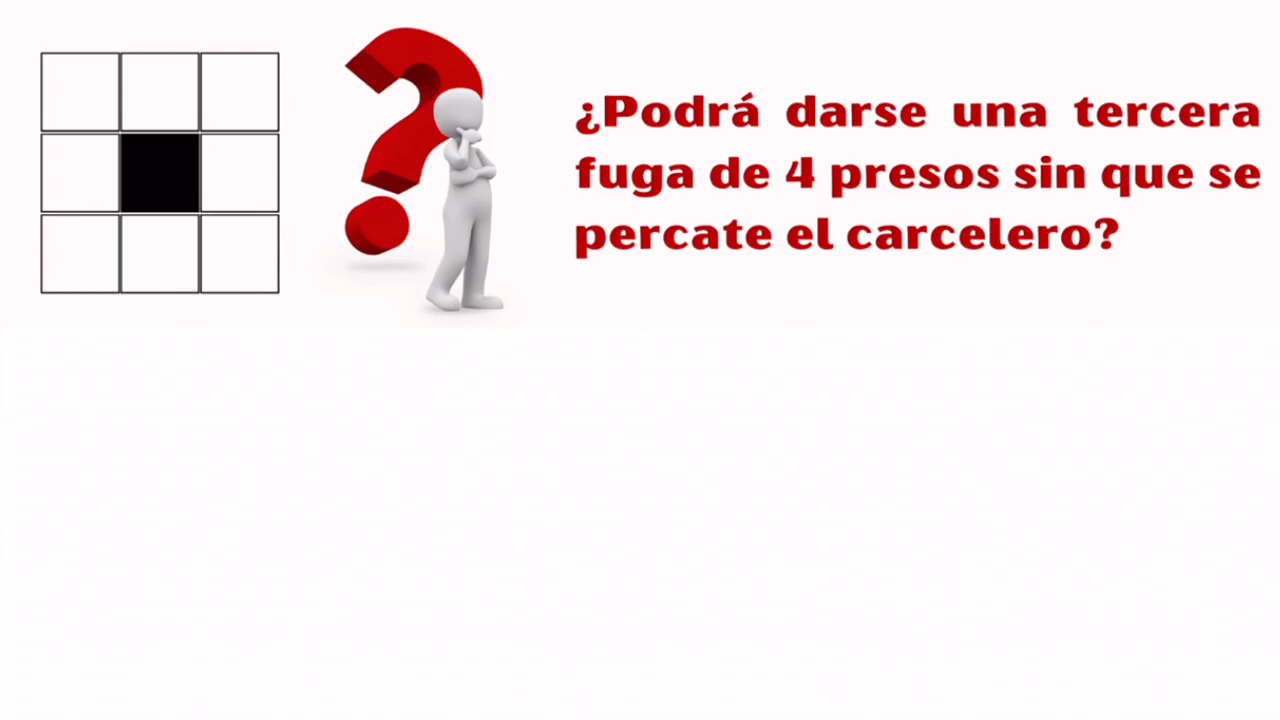 ¿Podrá darse una tercera
fuga de 4 presos sin que se
percate el carcelero?